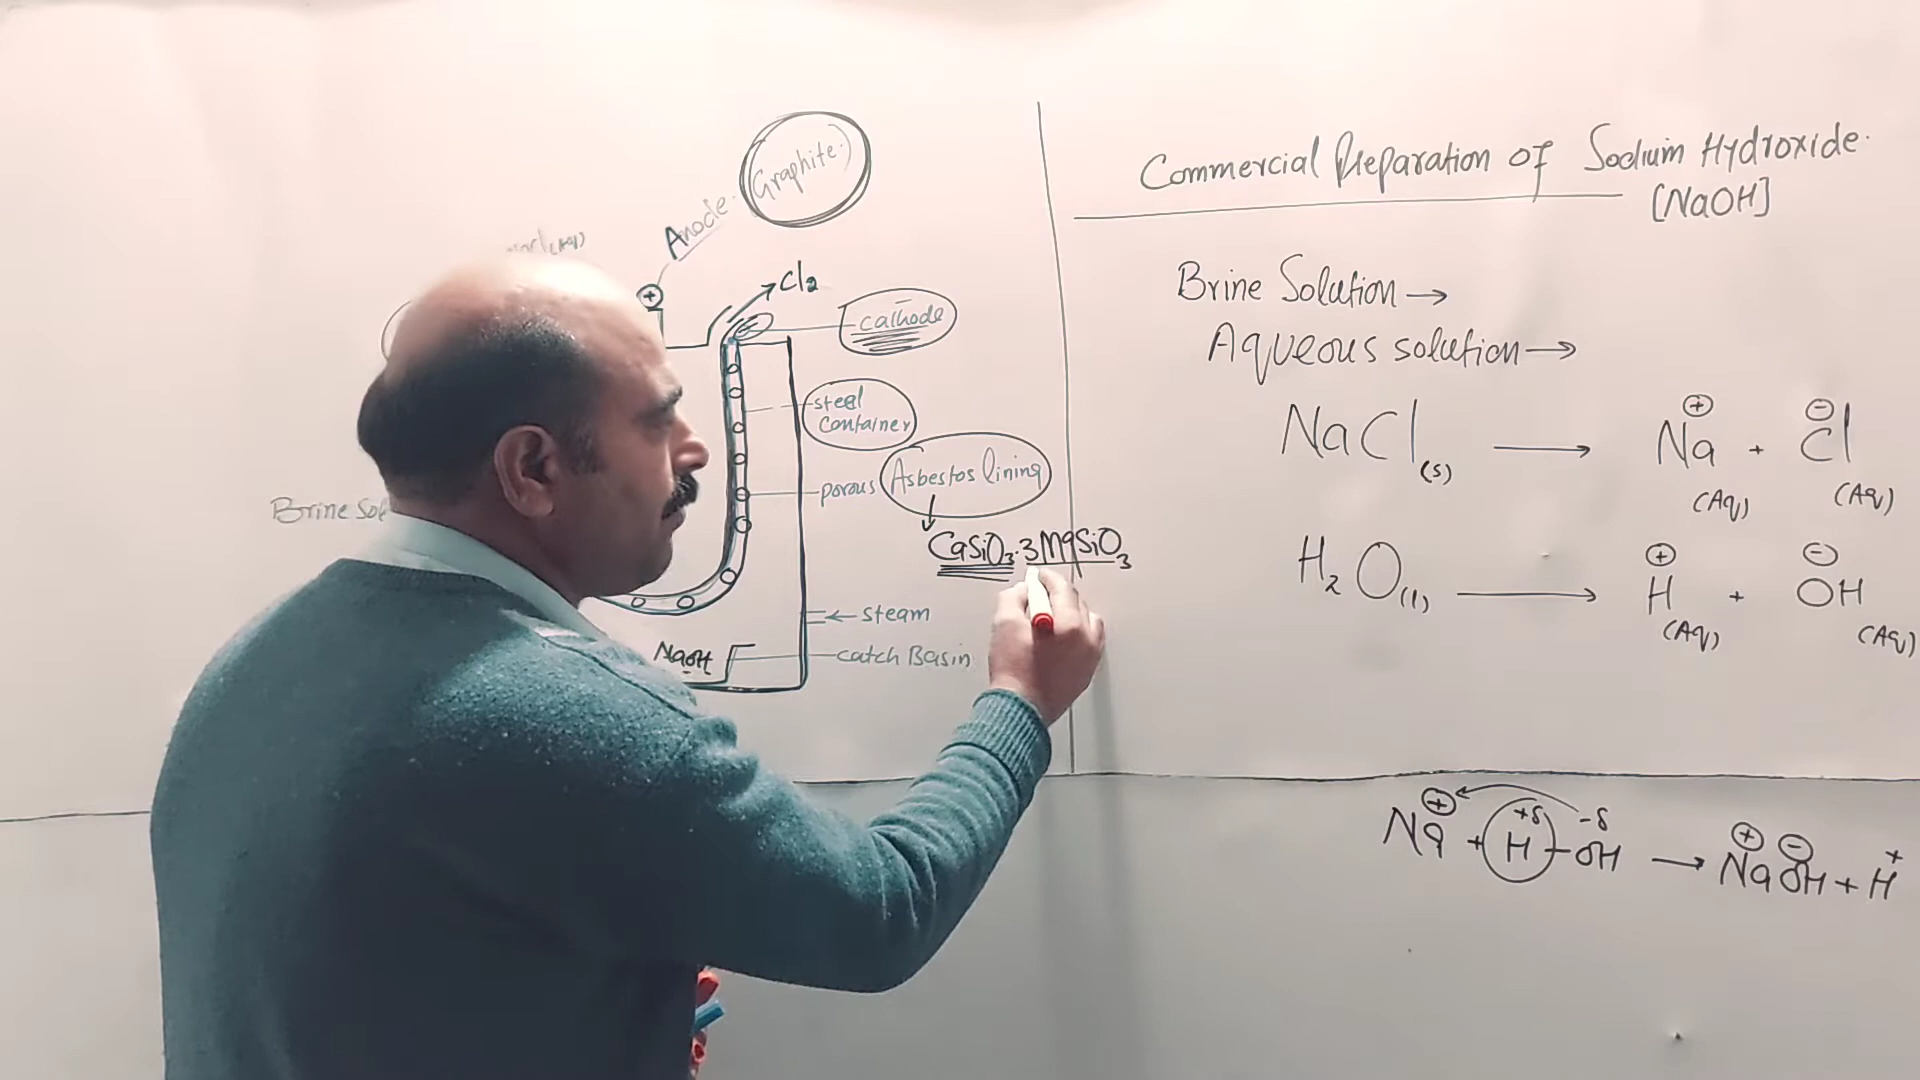 Graphite
Anode
⊕
Cl₂
cathode
steel
container
porous Asbestos lining
CaSiO₃.3MgSiO₃
steam
NaOH
catch Basin
Brine
Commercial Preparation of Sodium Hydroxide.
[NaOH]
Brine Solution →
Aqueous solution →
NaCl(s) → Na⊕(Aq) + Cl⊖(Aq)
H₂O(l) → H⊕(Aq) + OH⊖(Aq)
Na⊕ + H+δ – OH-δ → Na⊕OH⊖ + H+